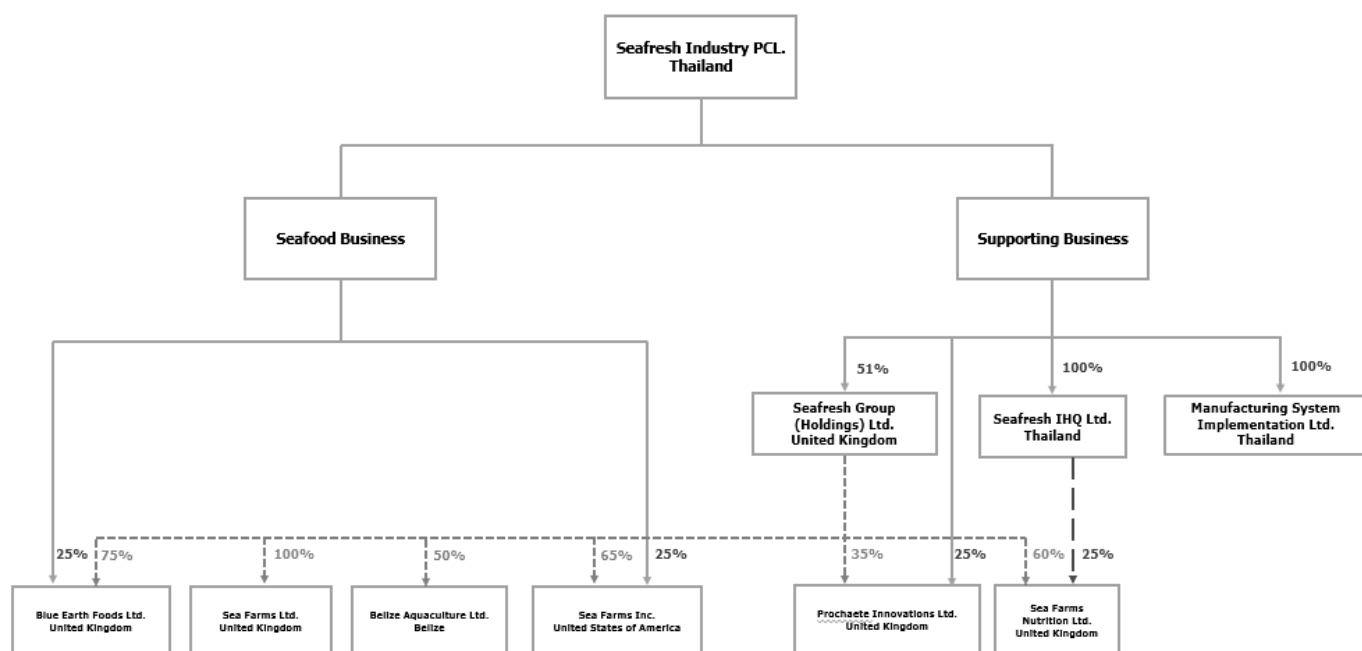 Seafresh Industry PCL.
Thailand
Seafood Business
Supporting Business
51%
100%
100%
Seafresh Group
(Holdings) Ltd.
United Kingdom
Seafresh IHQ Ltd.
Thailand
Manufacturing System
Implementation Ltd.
Thailand
25%
75%
100%
50%
65%
25%
35%
25%
60%
25%
Blue Earth Foods Ltd.
United Kingdom
Sea Farms Ltd.
United Kingdom
Belize Aquaculture Ltd.
Belize
Sea Farms Inc.
United States of America
Prochaete Innovations Ltd.
United Kingdom
Sea Farms
Nutrition Ltd.
United Kingdom